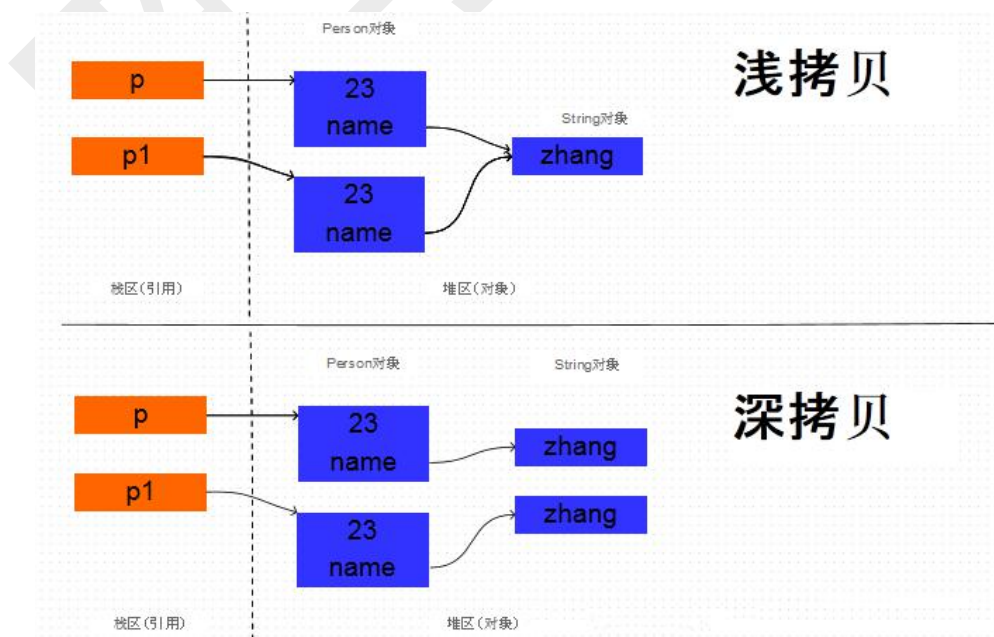 Person对象
浅拷贝
p
23
name
String对象
p1
zhang
23
name
栈区(引用)
堆区(对象)
Person对象
String对象
深拷贝
p
23
name
zhang
p1
zhang
23
name
栈区(引用)
堆区(对象)